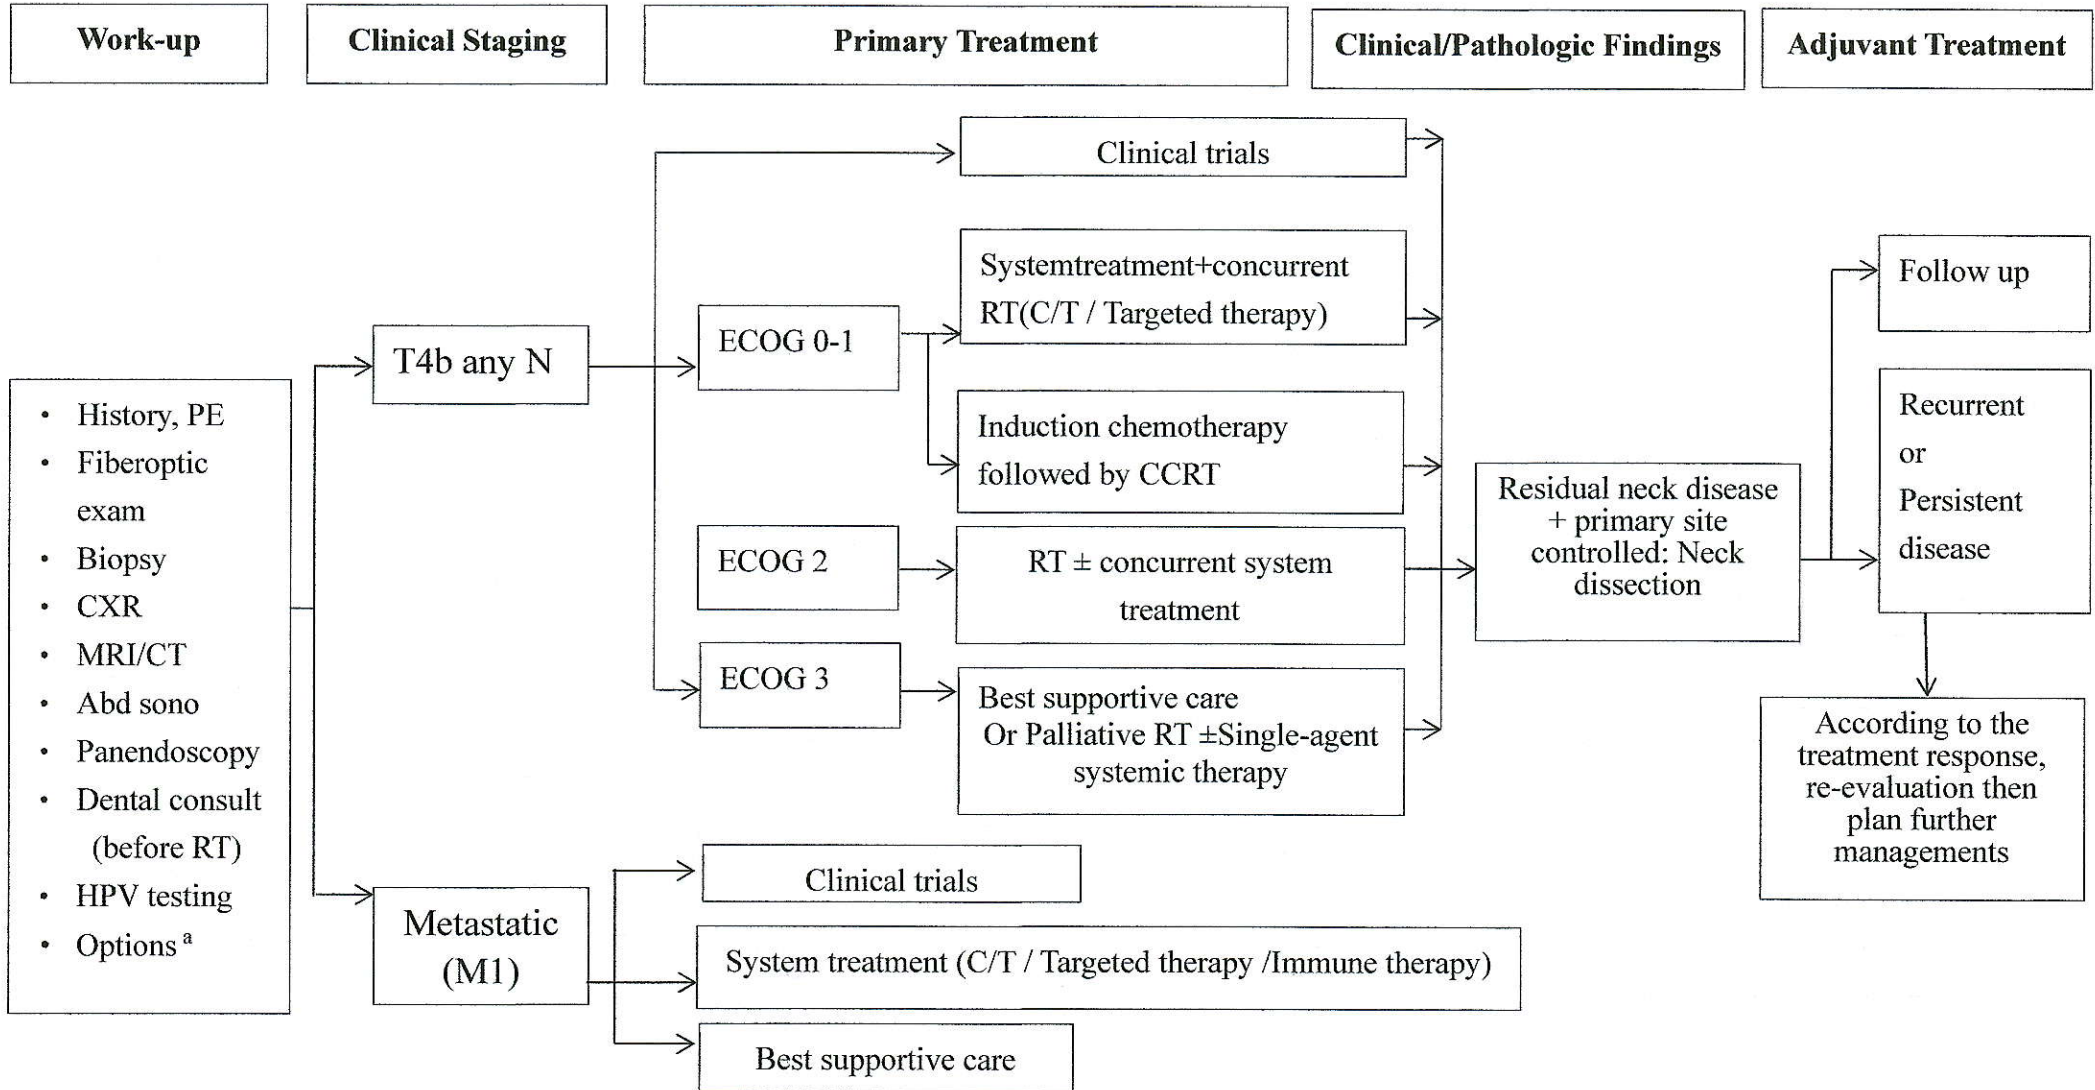 Work-up
Clinical Staging
Primary Treatment
Clinical/Pathologic Findings
Adjuvant Treatment
• History, PE
• Fiberoptic
exam
• Biopsy
• CXR
• MRI/CT
• Abd sono
• Panendoscopy
• Dental consult
(before RT)
• HPV testing
• Options a
T4b any N
Metastatic
(M1)
Clinical trials
ECOG 0-1
Systemtreatment+concurrent
RT(C/T / Targeted therapy)
Induction chemotherapy
followed by CCRT
ECOG 2
RT ± concurrent system
treatment
ECOG 3
Best supportive care
Or Palliative RT ±Single-agent
systemic therapy
Clinical trials
System treatment (C/T / Targeted therapy /Immune therapy)
Best supportive care
Residual neck disease
+ primary site
controlled: Neck
dissection
Follow up
Recurrent
or
Persistent
disease
According to the
treatment response,
re-evaluation then
plan further
managements